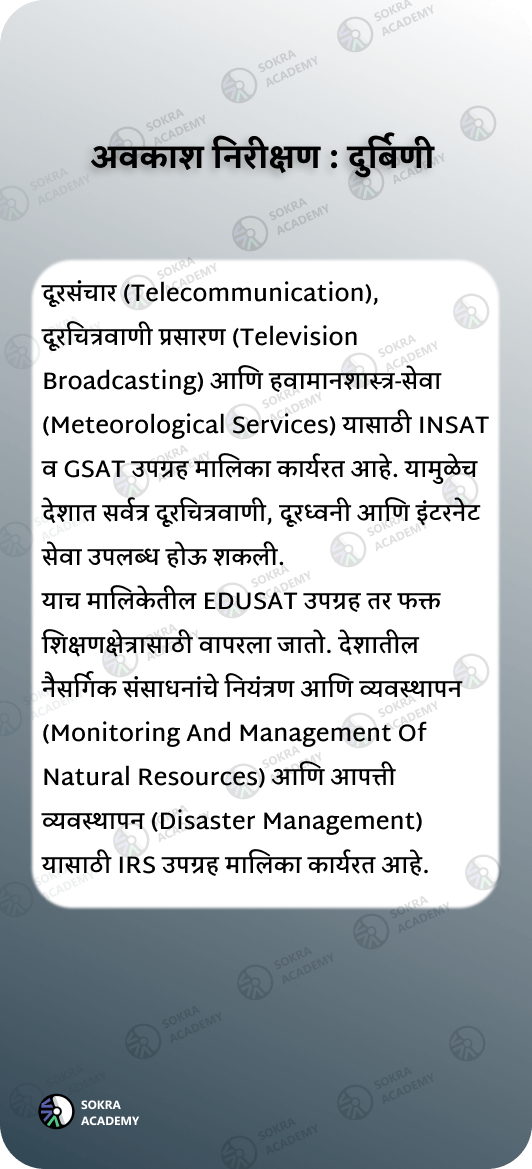 अवकाश निरीक्षण : दुर्बिणी
दूरसंचार (Telecommunication),
दूरचित्रवाणी प्रसारण (Television
Broadcasting) आणि हवामानशास्त्र-सेवा
(Meteorological Services) यासाठी INSAT
व GSAT उपग्रह मालिका कार्यरत आहे. यामुळेच
देशात सर्वत्र दूरचित्रवाणी, दूरध्वनी आणि इंटरनेट
सेवा उपलब्ध होऊ शकली.
याच मालिकेतील EDUSAT उपग्रह तर फक्त
शिक्षणक्षेत्रासाठी वापरला जातो. देशातील
नैसर्गिक संसाधनांचे नियंत्रण आणि व्यवस्थापन
(Monitoring And Management Of
Natural Resources) आणि आपत्ती
व्यवस्थापन (Disaster Management)
यासाठी IRS उपग्रह मालिका कार्यरत आहे.
SOKRA
ACADEMY